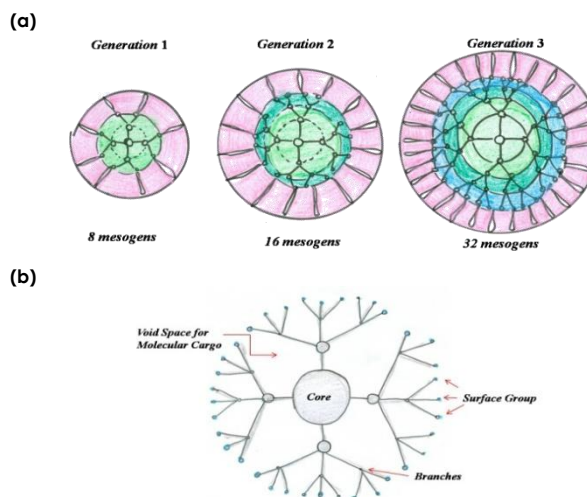 (a)
Generation 1
Generation 2
Generation 3
8 mesogens
16 mesogens
32 mesogens
(b)
Void Space for
Molecular Cargo
Core
Surface Group
Branches